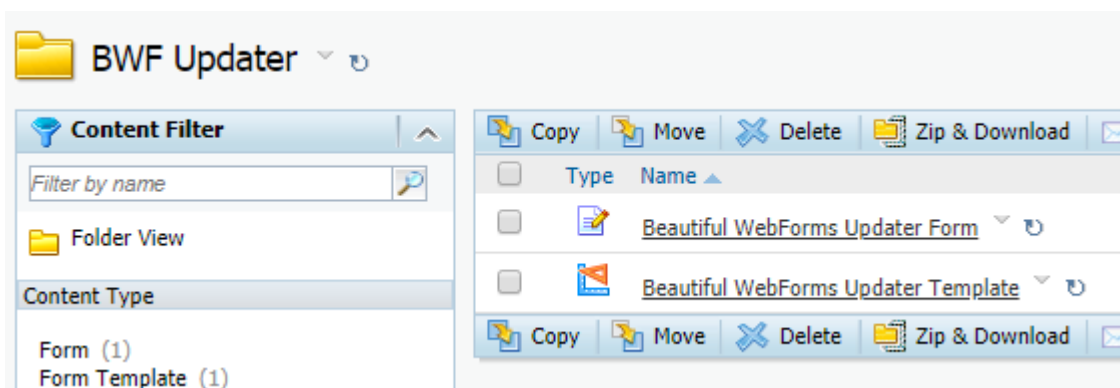 BWF Updater
Content Filter
Filter by name
Folder View
Content Type
Form (1)
Form Template (1)
Copy Move Delete Zip & Download
Type Name
Beautiful WebForms Updater Form
Beautiful WebForms Updater Template
Copy Move Delete Zip & Download